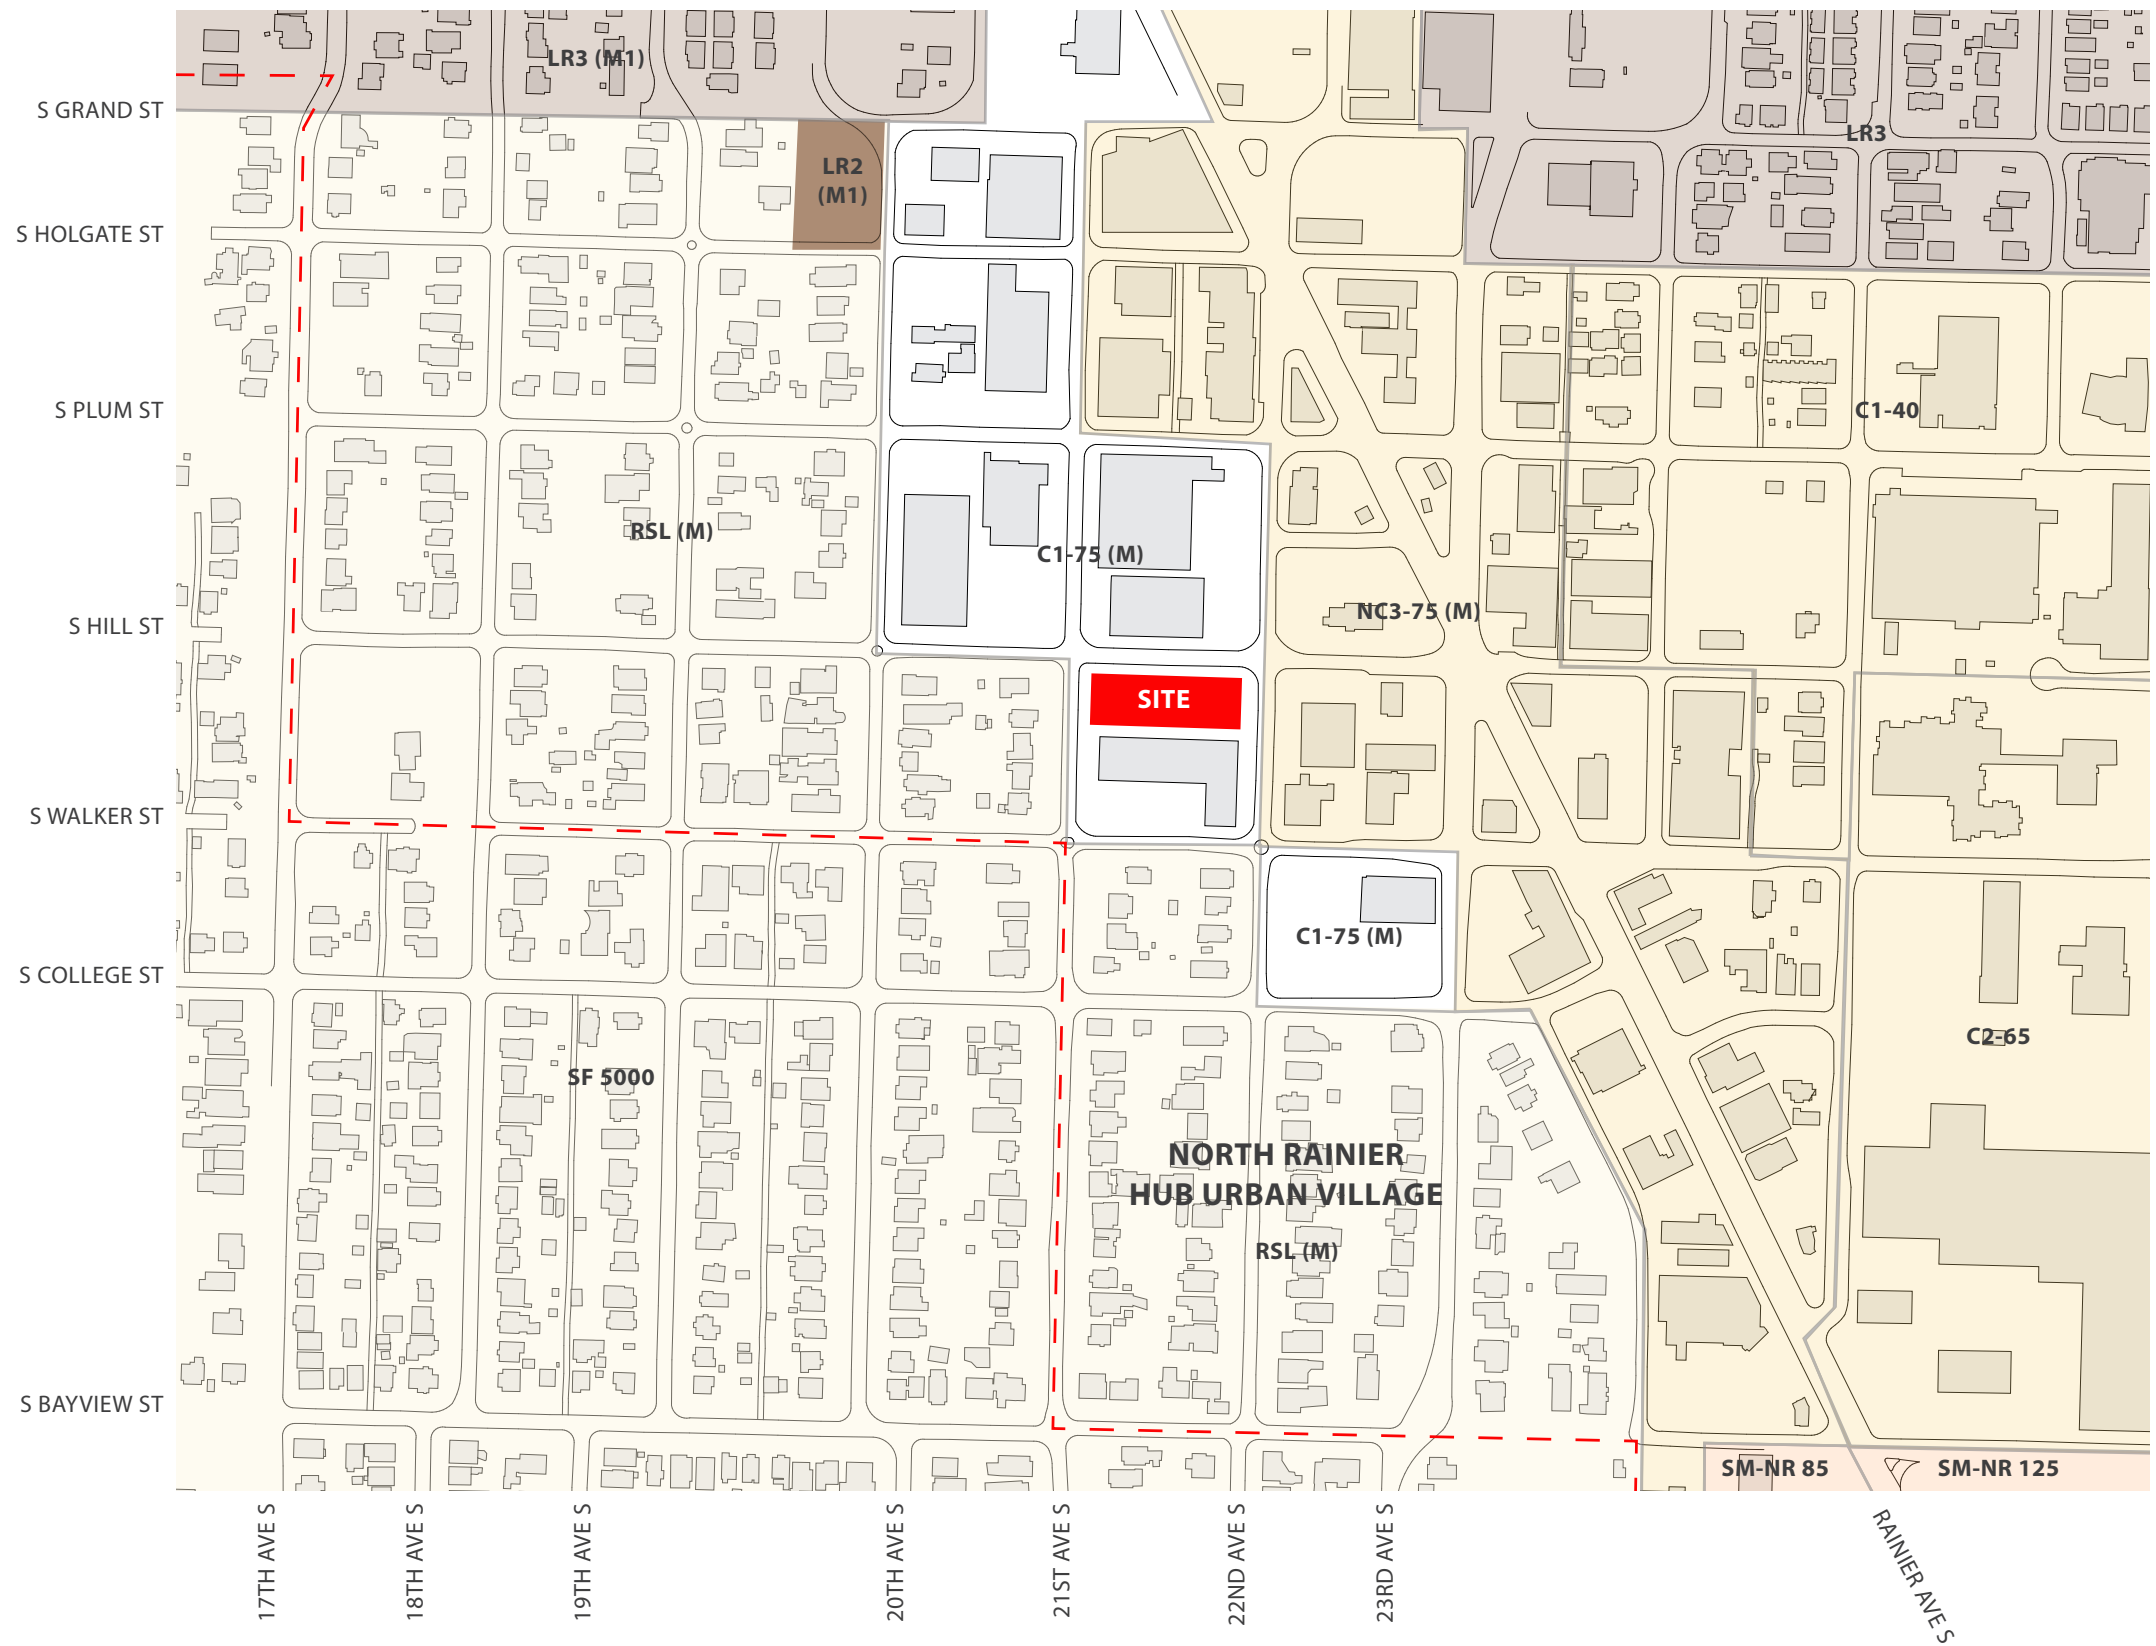 LR3 (M1)
S GRAND ST
LR3
LR2
(M1)
S HOLGATE ST
S PLUM ST
C1-40
RSL (M)
C1-75 (M)
NC3-75 (M)
S HILL ST
SITE
S WALKER ST
C1-75 (M)
S COLLEGE ST
C2-65
SF 5000
NORTH RAINIER
HUB URBAN VILLAGE
RSL (M)
S BAYVIEW ST
SM-NR 85
SM-NR 125
17TH AVE S
18TH AVE S
19TH AVE S
20TH AVE S
21ST AVE S
22ND AVE S
23RD AVE S
RAINIER AVE S